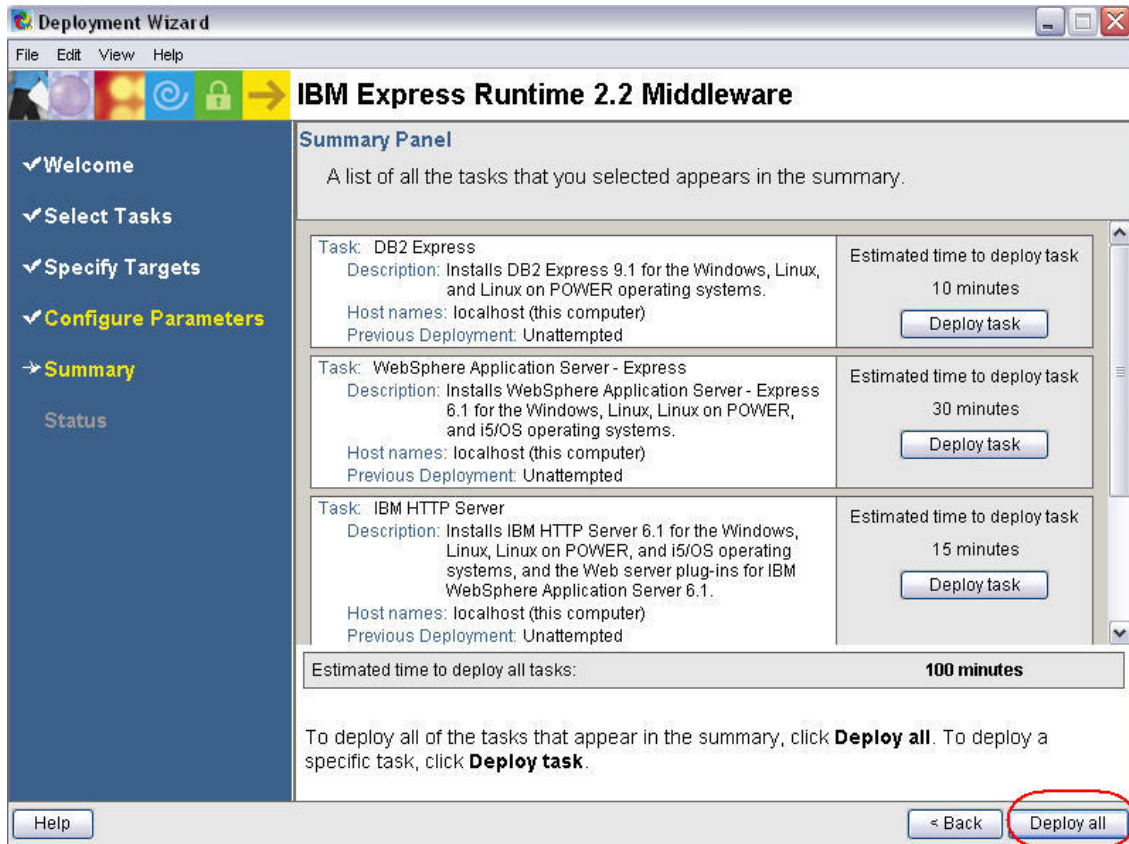 Deployment Wizard
File Edit View Help
IBM Express Runtime 2.2 Middleware
Welcome
Select Tasks
Specify Targets
Configure Parameters
Summary
Status
Summary Panel
A list of all the tasks that you selected appears in the summary.
Task: DB2 Express
Description: Installs DB2 Express 9.1 for the Windows, Linux,
and Linux on POWER operating systems.
Host names: localhost (this computer)
Previous Deployment: Unattempted
Estimated time to deploy task
10 minutes
Deploy task
Task: WebSphere Application Server - Express
Description: Installs WebSphere Application Server - Express
6.1 for the Windows, Linux, Linux on POWER,
and i5/OS operating systems.
Host names: localhost (this computer)
Previous Deployment: Unattempted
Estimated time to deploy task
30 minutes
Deploy task
Task: IBM HTTP Server
Description: Installs IBM HTTP Server 6.1 for the Windows,
Linux, Linux on POWER, and i5/OS operating
systems, and the Web server plug-ins for IBM
WebSphere Application Server 6.1.
Host names: localhost (this computer)
Previous Deployment: Unattempted
Estimated time to deploy task
15 minutes
Deploy task
Estimated time to deploy all tasks: 100 minutes
To deploy all of the tasks that appear in the summary, click Deploy all. To deploy a
specific task, click Deploy task.
Help
< Back
Deploy all